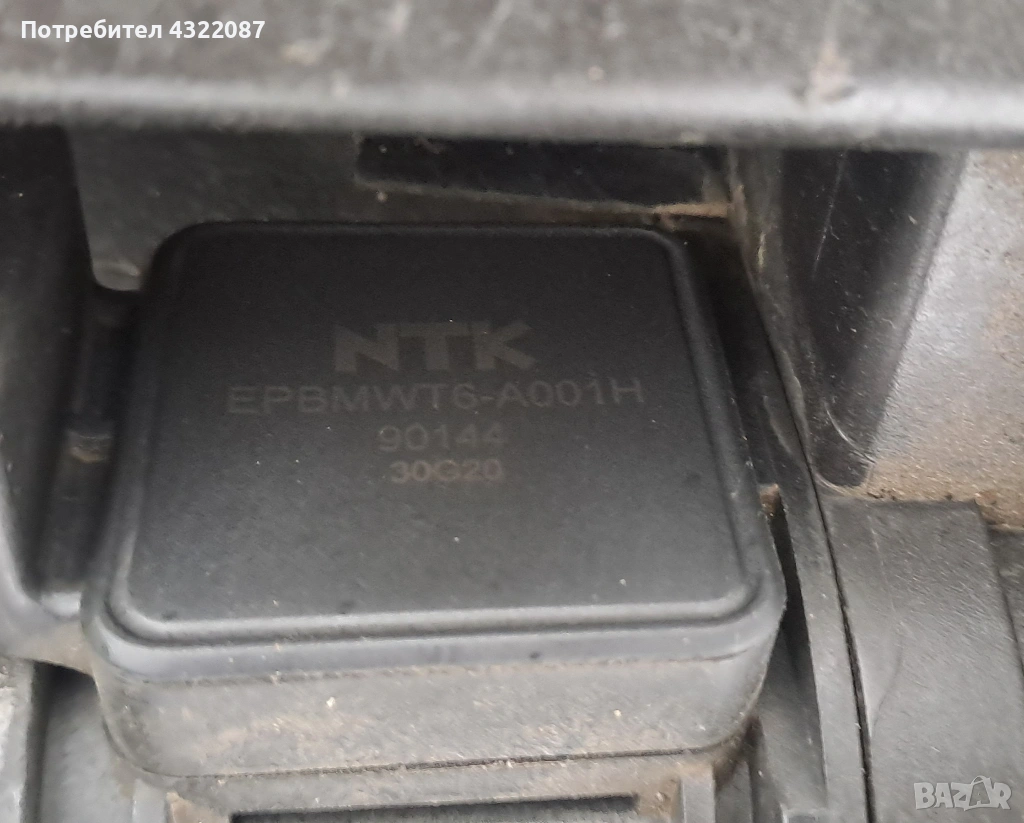 Потребител 4322087
NTK
EPBMWT6-A001H
90144
30G20
BAZAR